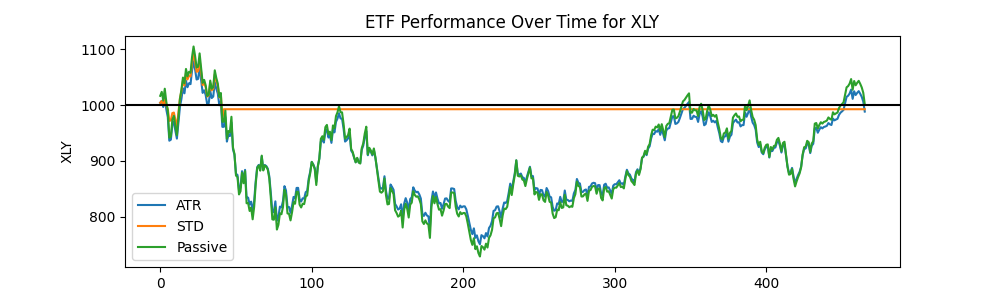 ETF Performance Over Time for XLY
1100
1000
900
800
XLY
ATR
STD
Passive
0 100 200 300 400